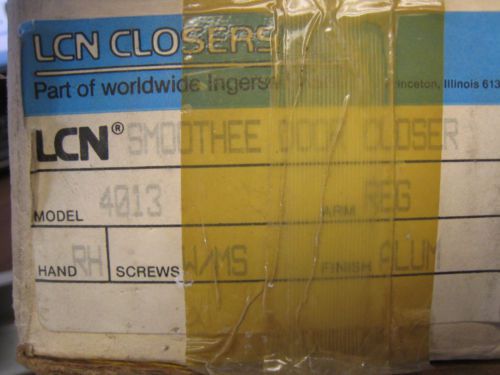 LCN CLOSERS
Part of worldwide Ingers Princeton, Illinois 613
LCN® SMOOTHEE DOOR CLOSER
MODEL 4013 ARM REG
HAND RH SCREWS W/MS FINISH ALUM